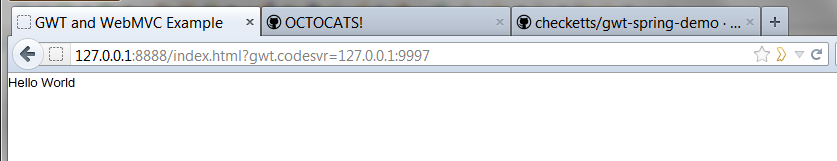 GWT and WebMVC Example × OCTOCATS! × checketts/gwt-spring-demo · ... × +
127.0.0.1:8888/index.html?gwt.codesvr=127.0.0.1:9997
Hello World